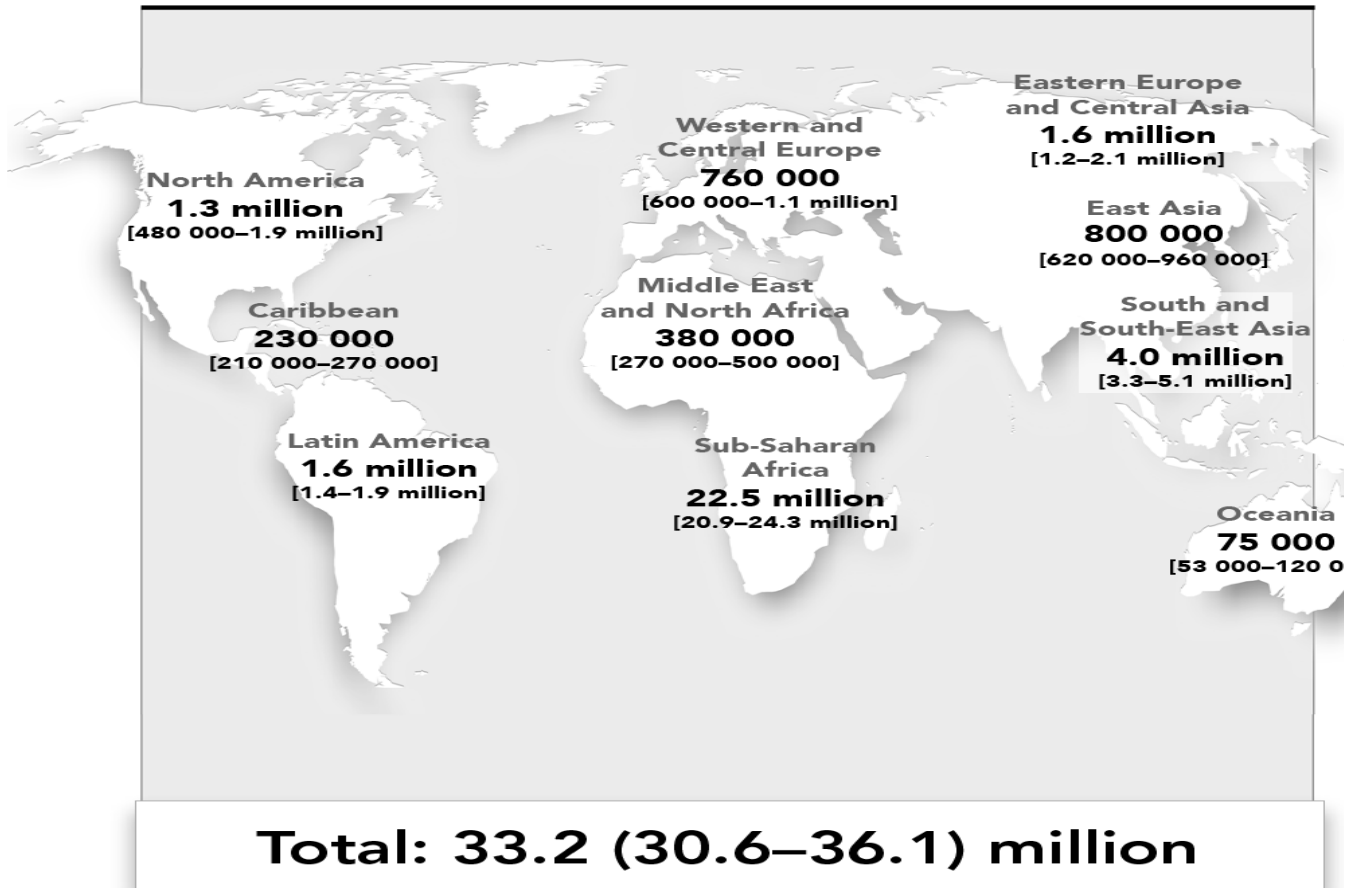 Eastern Europe
and Central Asia
1.6 million
[1.2–2.1 million]
Western and
Central Europe
760 000
[600 000–1.1 million]
North America
1.3 million
[480 000–1.9 million]
East Asia
800 000
[620 000–960 000]
Middle East
and North Africa
380 000
[270 000–500 000]
Caribbean
230 000
[210 000–270 000]
South and
South-East Asia
4.0 million
[3.3–5.1 million]
Latin America
1.6 million
[1.4–1.9 million]
Sub-Saharan
Africa
22.5 million
[20.9–24.3 million]
Oceania
75 000
[53 000–120 0
Total: 33.2 (30.6–36.1) million